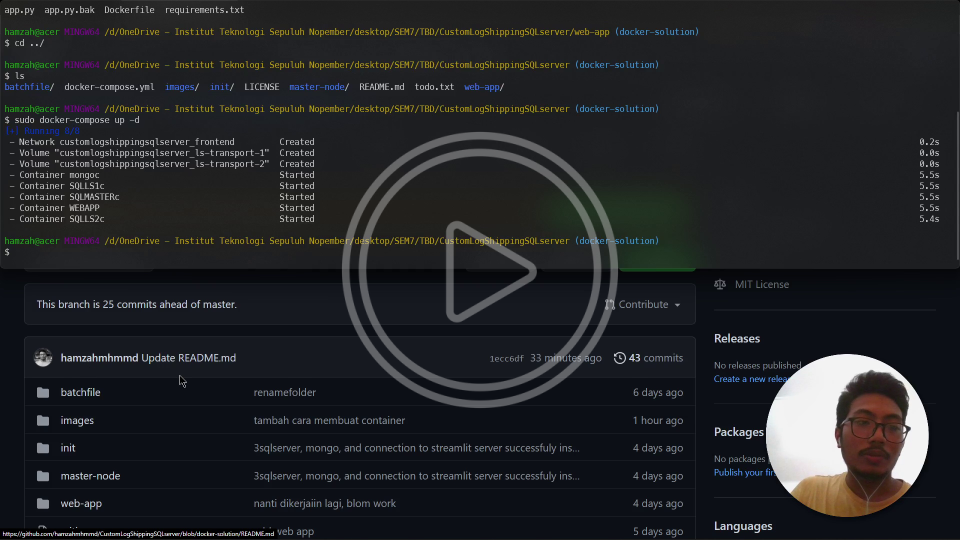 app.py app.py.bak Dockerfile requirements.txt
hamzah@acer MINGW64 /d/OneDrive - Institut Teknologi Sepuluh Nopember/desktop/SEM7/TBD/CustomLogShippingSQLserver/web-app (docker-solution)
$ cd ../
hamzah@acer MINGW64 /d/OneDrive - Institut Teknologi Sepuluh Nopember/desktop/SEM7/TBD/CustomLogShippingSQLserver (docker-solution)
$ ls
batchfile/ docker-compose.yml images/ init/ LICENSE master-node/ README.md todo.txt web-app/
hamzah@acer MINGW64 /d/OneDrive - Institut Teknologi Sepuluh Nopember/desktop/SEM7/TBD/CustomLogShippingSQLserver (docker-solution)
$ sudo docker-compose up -d
[+] Running 0/0
- Network customlogshippingsqlserver_frontend Created 0.2s
- Volume "customlogshippingsqlserver_ls-transport-1" Created 0.0s
- Volume "customlogshippingsqlserver_ls-transport-2" Created 0.0s
- Container mongoc Started 5.5s
- Container SQLLS1c Started 5.5s
- Container SQLMASTERc Started 5.5s
- Container WEBAPP Started 5.5s
- Container SQLLS2c Started 5.4s
hamzah@acer MINGW64 /d/OneDrive - Institut Teknologi Sepuluh Nopember/desktop/SEM7/TBD/CustomLogShippingSQLserver (docker-solution)
$
MIT License
This branch is 25 commits ahead of master.
Contribute
Releases
No releases published
Create a new
hamzahmhmmd Update README.md 1ecc6df 33 minutes ago 43 commits
batchfile renamefolder 6 days ago
images tambah cara membuat container 1 hour ago
Packages
init 3sqlserver, mongo, and connection to streamlit server successfuly ins... 4 days ago
No packages
Publish your
master-node 3sqlserver, mongo, and connection to streamlit server successfuly ins... 4 days ago
web-app nanti dikerjaiin lagi, blom work 4 days ago
Languages
web app 5 days ago
https://github.com/hamzahmhmmd/CustomLogShippingSQLserver/blob/docker-solution/README.md